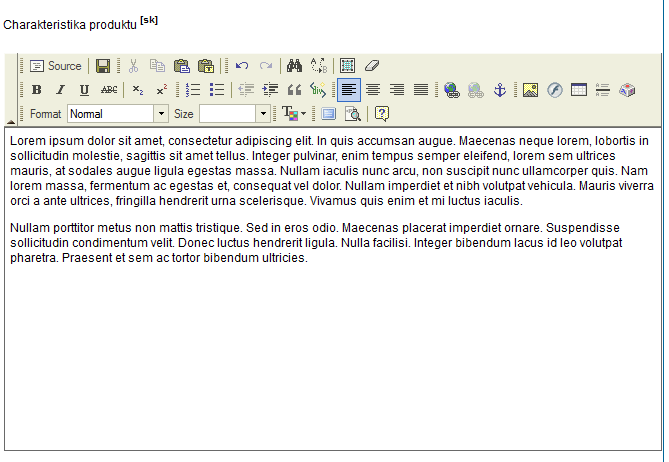 Charakteristika produktu [sk]
Source
B I U ABC x2 x2
Format Normal Size
Lorem ipsum dolor sit amet, consectetur adipiscing elit. In quis accumsan augue. Maecenas neque lorem, lobortis in
sollicitudin molestie, sagittis sit amet tellus. Integer pulvinar, enim tempus semper eleifend, lorem sem ultrices
mauris, at sodales augue ligula egestas massa. Nullam iaculis nunc arcu, non suscipit nunc ullamcorper quis. Nam
lorem massa, fermentum ac egestas et, consequat vel dolor. Nullam imperdiet et nibh volutpat vehicula. Mauris viverra
orci a ante ultrices, fringilla hendrerit urna scelerisque. Vivamus quis enim et mi luctus iaculis.
Nullam porttitor metus non mattis tristique. Sed in eros odio. Maecenas placerat imperdiet ornare. Suspendisse
sollicitudin condimentum velit. Donec luctus hendrerit ligula. Nulla facilisi. Integer bibendum lacus id leo volutpat
pharetra. Praesent et sem ac tortor bibendum ultricies.